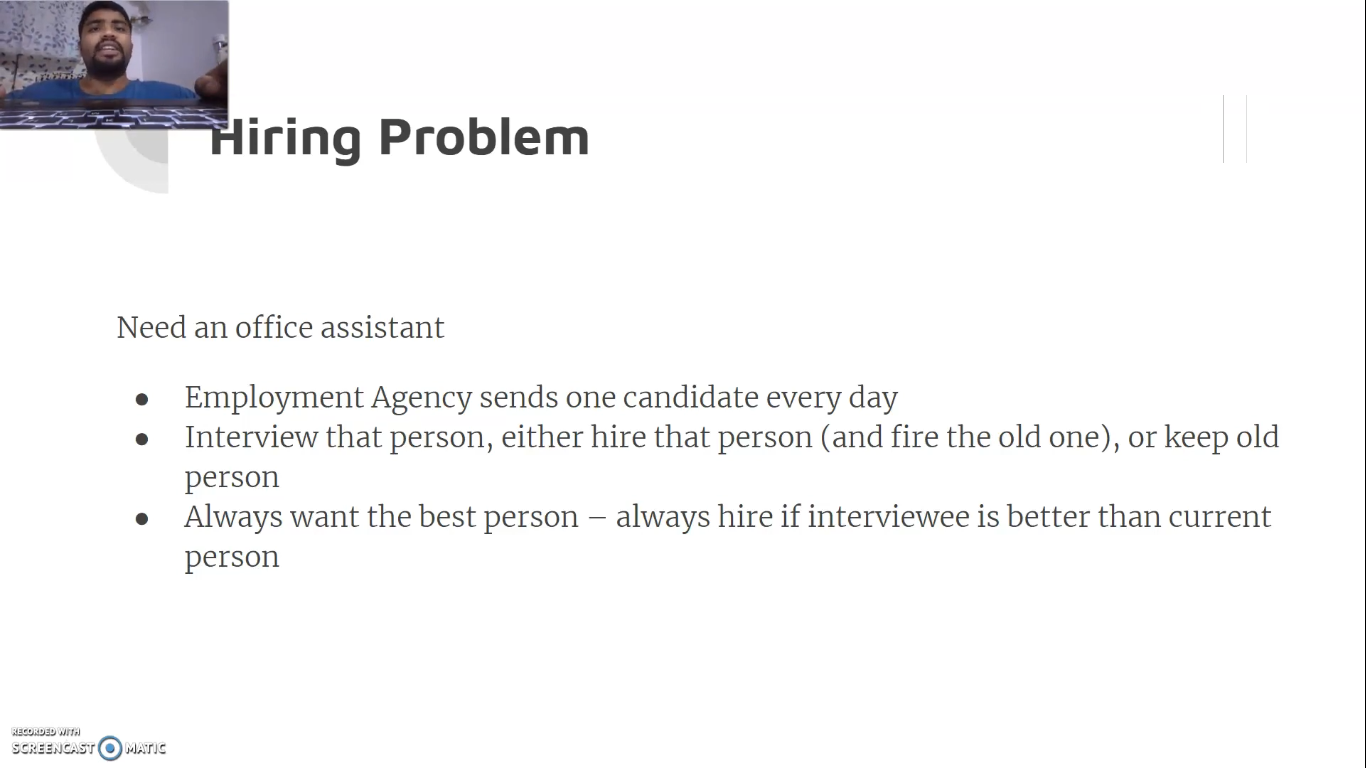 Hiring Problem
Need an office assistant
● Employment Agency sends one candidate every day
● Interview that person, either hire that person (and fire the old one), or keep old
person
● Always want the best person – always hire if interviewee is better than current
person
RECORDED WITH
SCREENCAST MATIC